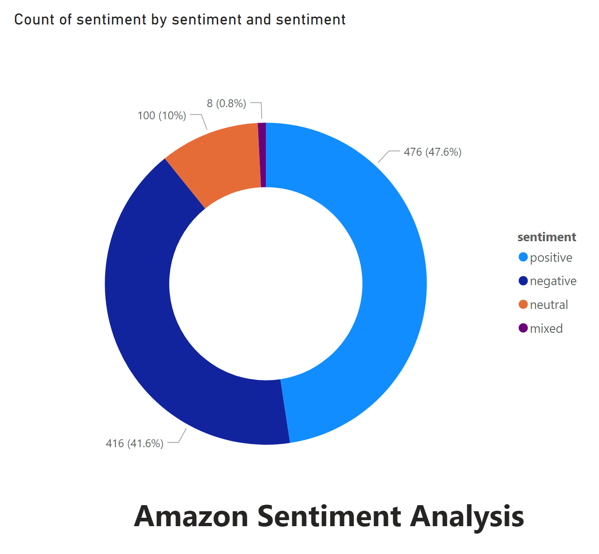 Count of sentiment by sentiment and sentiment
8 (0.8%)
100 (10%)
476 (47.6%)
sentiment
positive
negative
neutral
mixed
416 (41.6%)
Amazon Sentiment Analysis